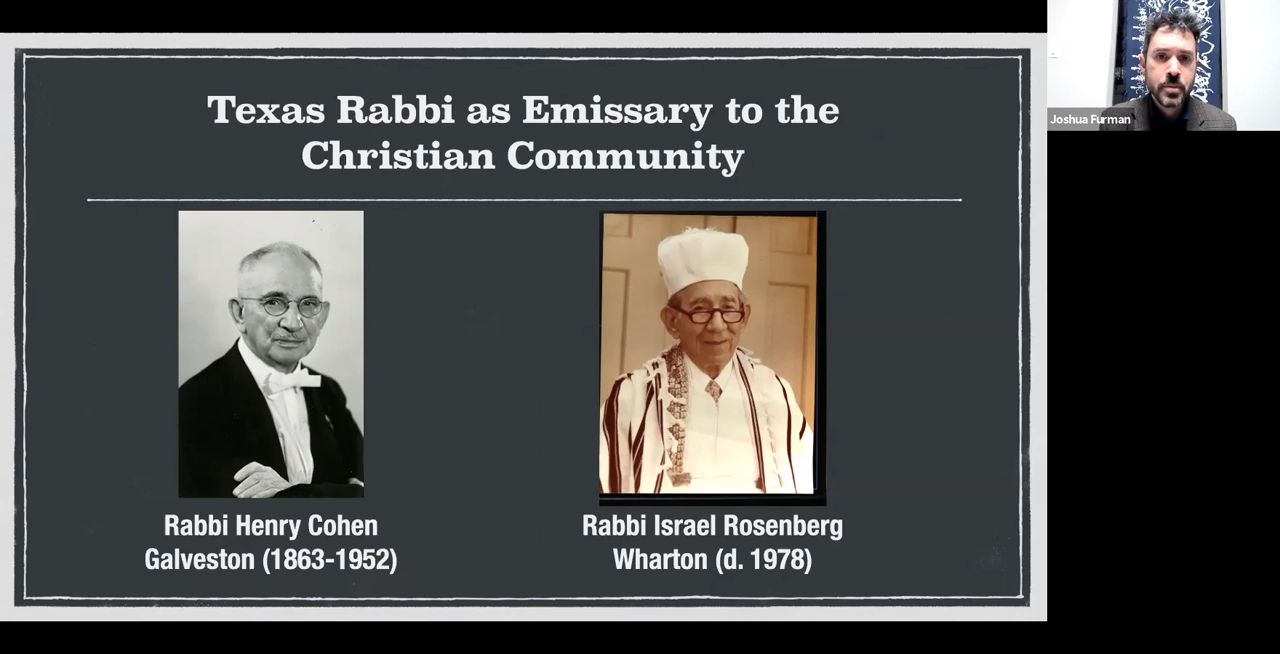 Texas Rabbi as Emissary to the
Christian Community
Rabbi Henry Cohen
Galveston (1863-1952)
Rabbi Israel Rosenberg
Wharton (d. 1978)
Joshua Furman